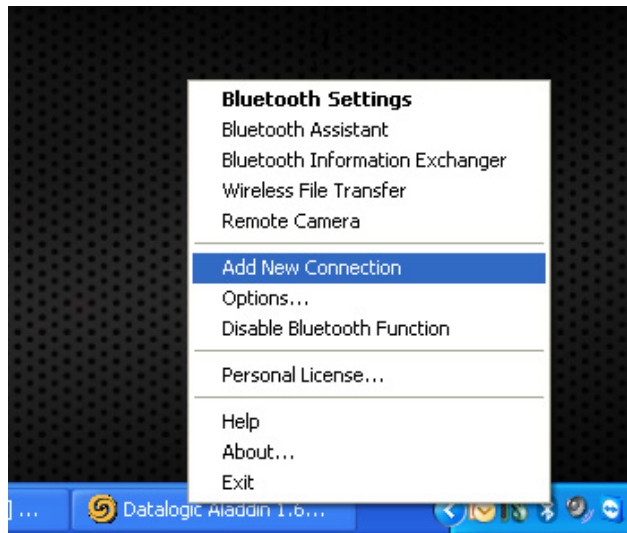 Bluetooth Settings
Bluetooth Assistant
Bluetooth Information Exchanger
Wireless File Transfer
Remote Camera
Add New Connection
Options...
Disable Bluetooth Function
Personal License...
Help
About...
Exit
] ...
Datalogic Aladdin 1.6...